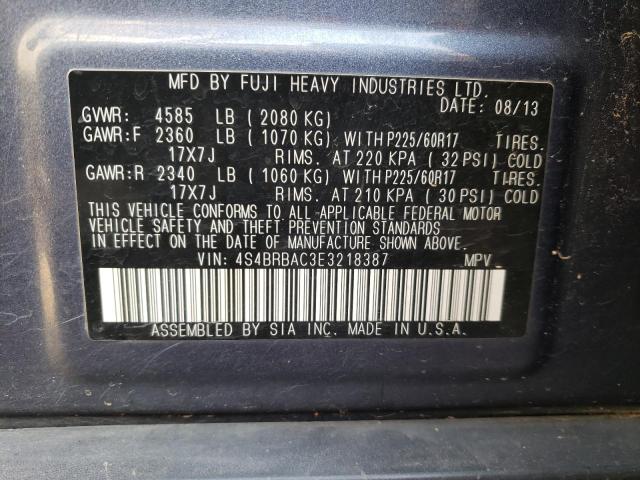 MFD BY FUJI HEAVY INDUSTRIES LTD.
DATE: 08/13
GVWR: 4585 LB (2080 KG)
GAWR:F 2360 LB (1070 KG) WITH P225/60R17 TIRES.
17X7J RIMS. AT 220 KPA (32 PSI) COLD
GAWR:R 2340 LB (1060 KG) WITH P225/60R17 TIRES.
17X7J RIMS. AT 210 KPA (30 PSI) COLD
THIS VEHICLE CONFORMS TO ALL APPLICABLE FEDERAL MOTOR
VEHICLE SAFETY AND THEFT PREVENTION STANDARDS
IN EFFECT ON THE DATE OF MANUFACTURE SHOWN ABOVE.
VIN: 4S4BRBAC3E3218387 MPV
ASSEMBLED BY SIA INC. MADE IN U.S.A.